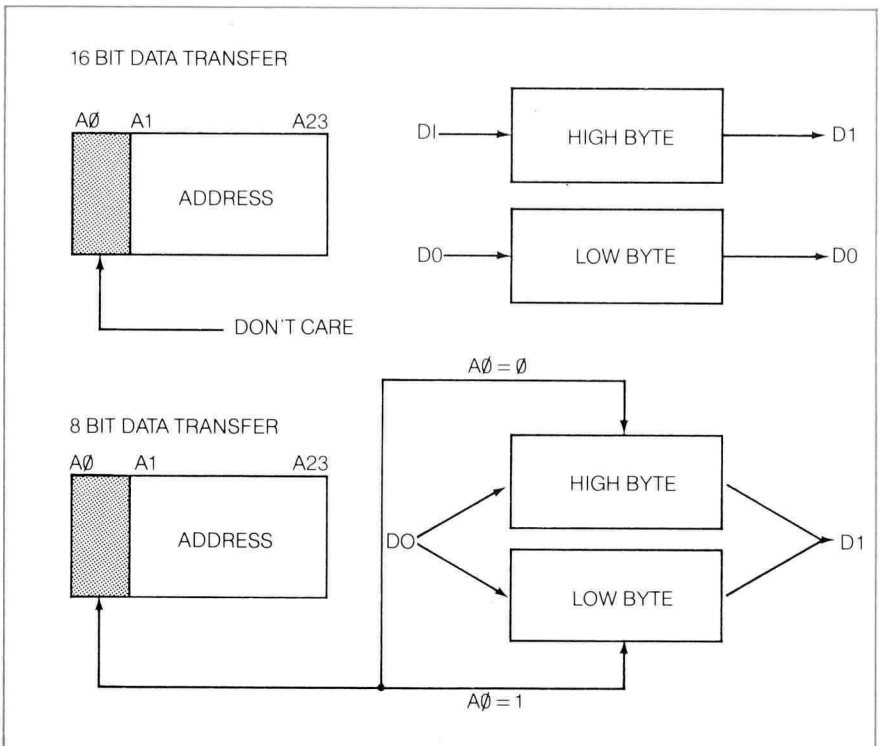 16 BIT DATA TRANSFER
AØ A1 A23
ADDRESS
DON'T CARE
DI HIGH BYTE D1
D0 LOW BYTE D0
8 BIT DATA TRANSFER
AØ A1 A23
ADDRESS
AØ = Ø
DO
HIGH BYTE
LOW BYTE
D1
AØ = 1